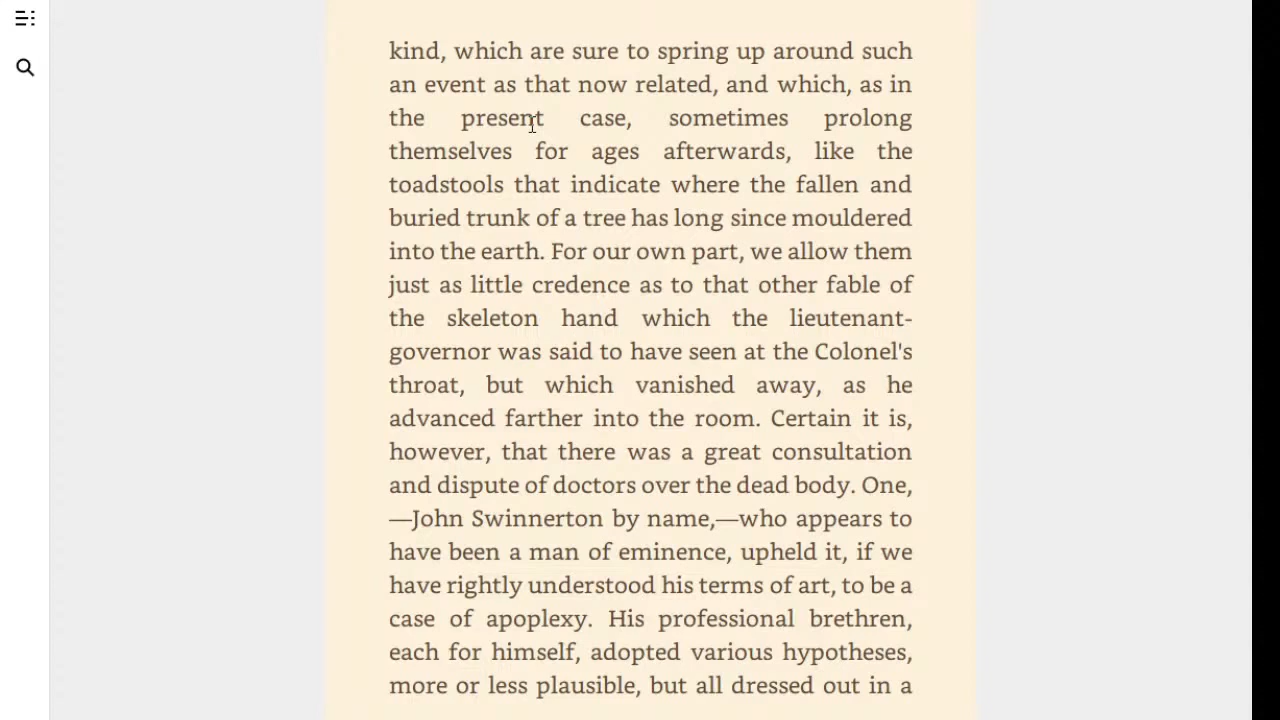 kind, which are sure to spring up around such
an event as that now related, and which, as in
the present case, sometimes prolong
themselves for ages afterwards, like the
toadstools that indicate where the fallen and
buried trunk of a tree has long since mouldered
into the earth. For our own part, we allow them
just as little credence as to that other fable of
the skeleton hand which the lieutenant-
governor was said to have seen at the Colonel's
throat, but which vanished away, as he
advanced farther into the room. Certain it is,
however, that there was a great consultation
and dispute of doctors over the dead body. One,
—John Swinnerton by name,—who appears to
have been a man of eminence, upheld it, if we
have rightly understood his terms of art, to be a
case of apoplexy. His professional brethren,
each for himself, adopted various hypotheses,
more or less plausible, but all dressed out in a